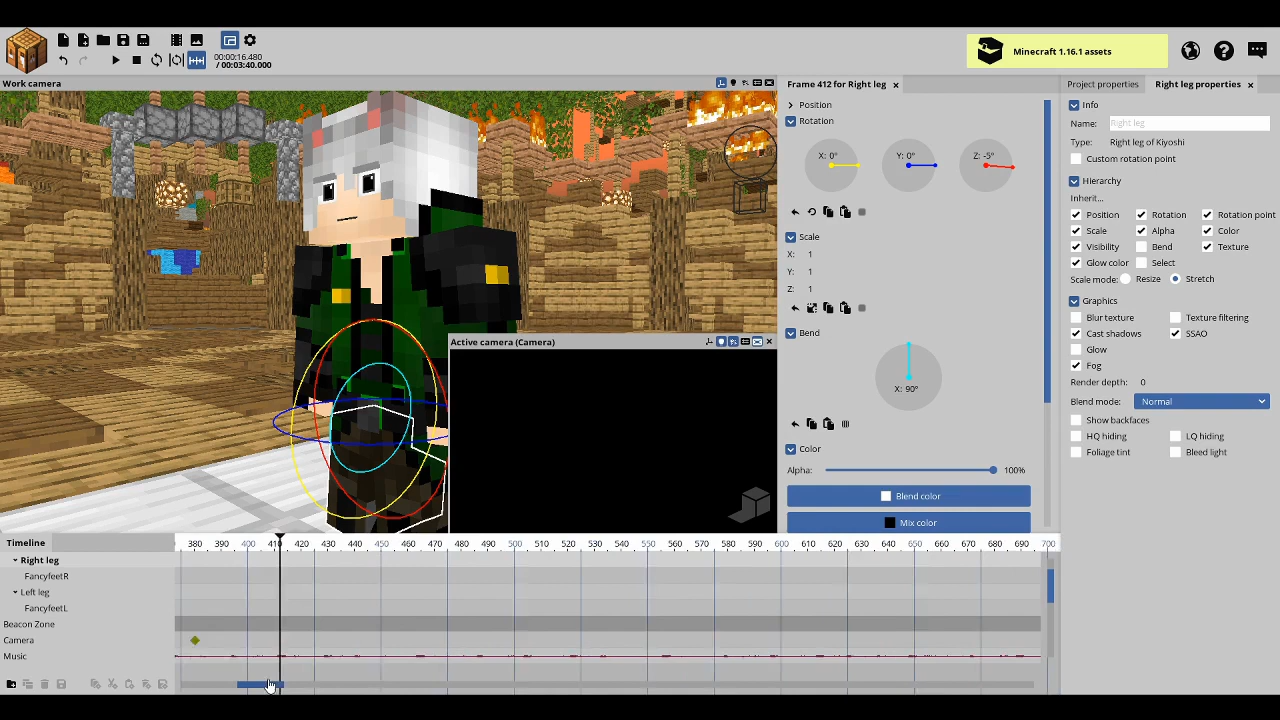 00:00:16.480
/ 00:03:40.000
Minecraft 1.16.1 assets
Work camera
Active camera (Camera)
Frame 412 for Right leg
Position
Rotation
X: 0°
Y: 0°
Z: -5°
Scale
X: 1
Y: 1
Z: 1
Bend
X: 90°
Color
Alpha: 100%
Blend color
Mix color
Project properties
Right leg properties
Info
Name: Right leg
Type: Right leg of Kiyoshi
Custom rotation point
Hierarchy
Inherit...
Position Rotation Rotation point
Scale Alpha Color
Visibility Bend Texture
Glow color Select
Scale mode: Resize Stretch
Graphics
Blur texture Texture filtering
Cast shadows SSAO
Glow
Fog
Render depth: 0
Blend mode: Normal
Show backfaces
HQ hiding LQ hiding
Foliage tint Bleed light
Timeline
380 390 400 410 420 430 440 450 460 470 480 490 500 510 520 530 540 550 560 570 580 590 600 610 620 630 640 650 660 670 680 690 700
Right leg
FancyfeetR
Left leg
FancyfeetL
Beacon Zone
Camera
Music